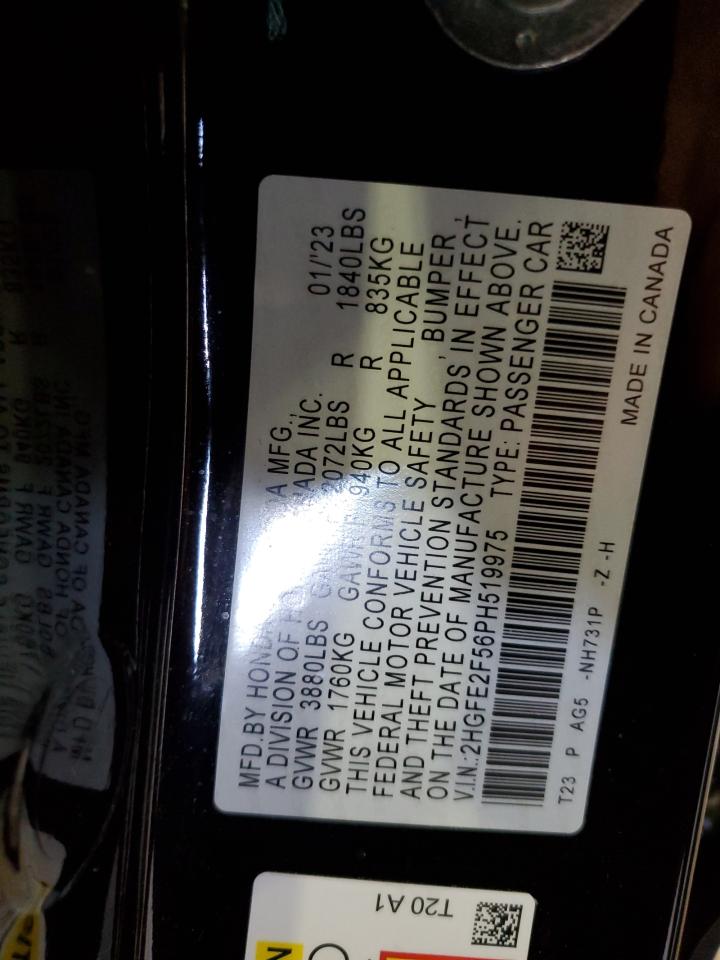 MFD.BY HONDA MFG., 01/'23
A DIVISION OF ADA INC.
GVWR 3880LBS 2072LBS R 1840LBS
GVWR 1760KG GAWR 940KG R 835KG
THIS VEHICLE CONFORMS TO ALL APPLICABLE
FEDERAL MOTOR VEHICLE SAFETY, BUMPER,
AND THEFT PREVENTION STANDARDS IN EFFECT
ON THE DATE OF MANUFACTURE SHOWN ABOVE.
V.I.N.:2HGFE2F56PH519975 TYPE: PASSENGER CAR
T23 P AG5 -NH731P -Z -H MADE IN CANADA
T20 A1